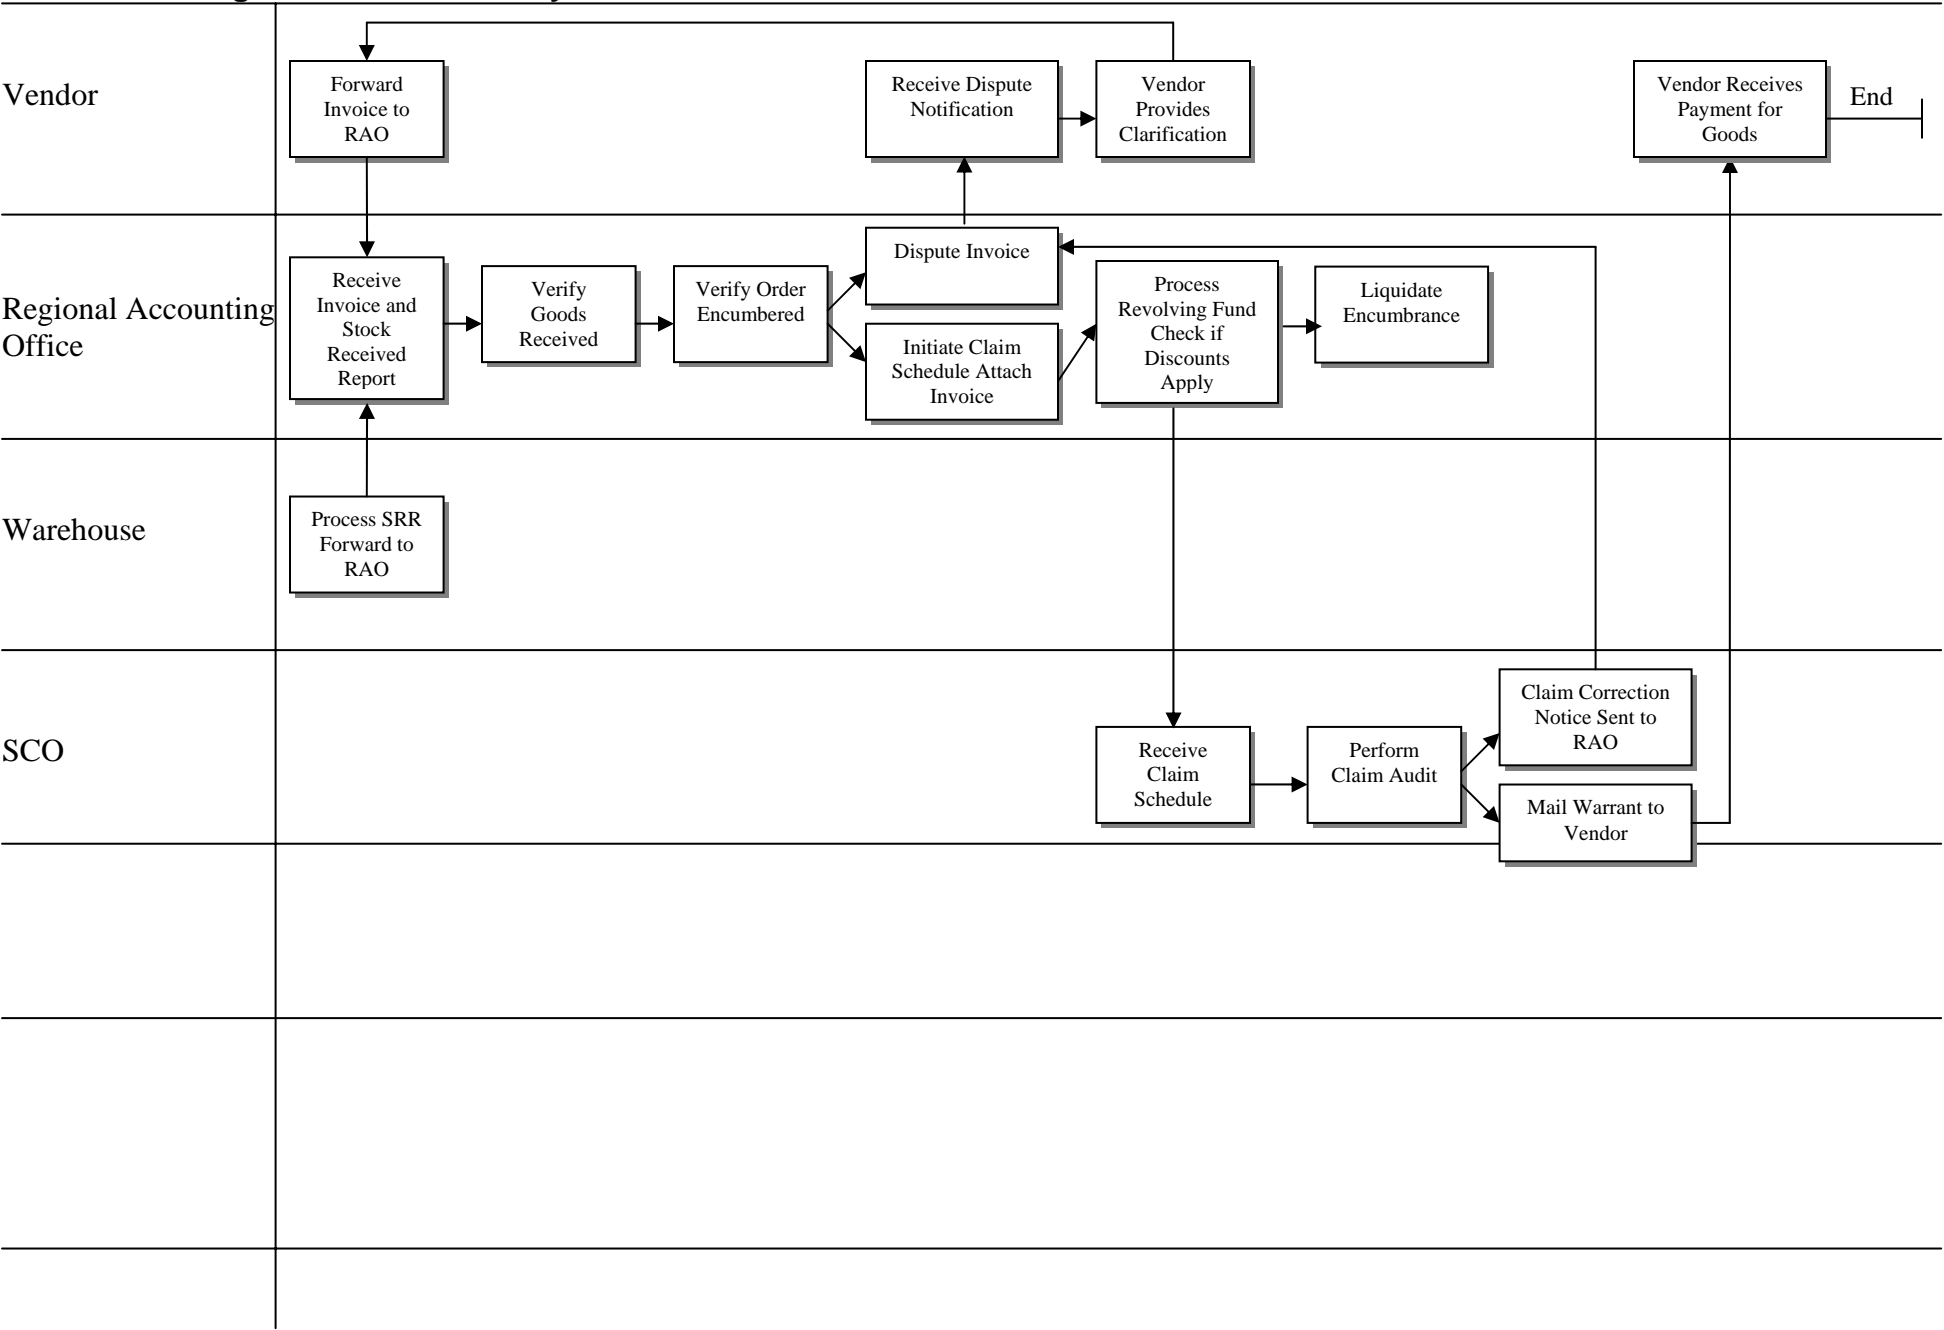 Vendor
Forward
Invoice to
RAO
Receive Dispute
Notification
Vendor
Provides
Clarification
Vendor Receives
Payment for
Goods
End
Regional Accounting
Office
Receive
Invoice and
Stock
Received
Report
Verify
Goods
Received
Verify Order
Encumbered
Dispute Invoice
Initiate Claim
Schedule Attach
Invoice
Process
Revolving Fund
Check if
Discounts
Apply
Liquidate
Encumbrance
Warehouse
Process SRR
Forward to
RAO
SCO
Receive
Claim
Schedule
Perform
Claim Audit
Claim Correction
Notice Sent to
RAO
Mail Warrant to
Vendor